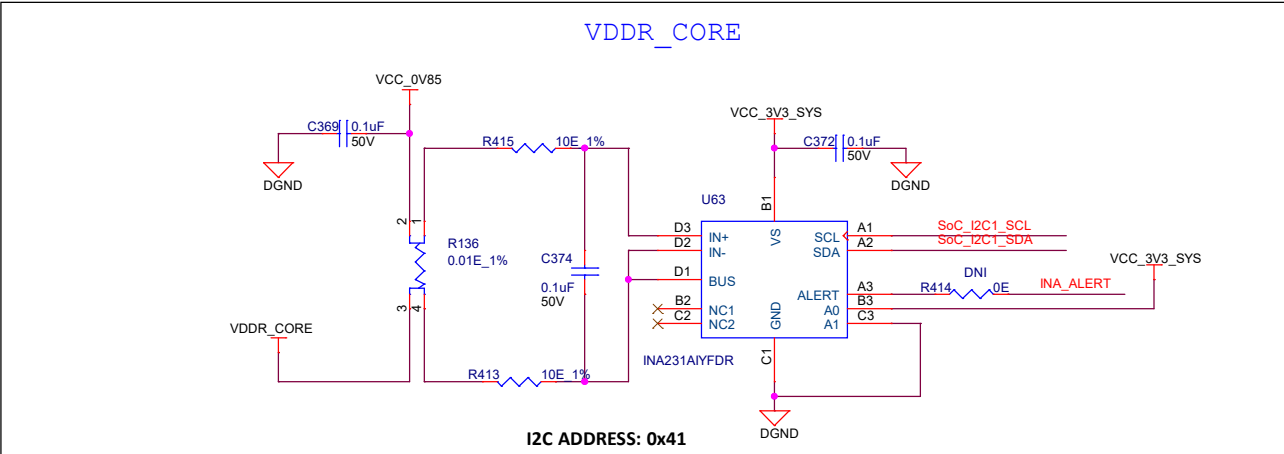 VDDR_CORE
VCC_0V85
C369 0.1uF
50V
DGND
R415 10E_1%
VCC_3V3_SYS
C372 0.1uF
50V
DGND
U63
B1
VS
2 1
R136
0.01E_1%
3 4
C374
0.1uF
50V
D3 IN+
D2 IN-
D1 BUS
B2 NC1
C2 NC2
GND
C1
SCL A1 SoC_I2C1_SCL
SDA A2 SoC_I2C1_SDA
VCC_3V3_SYS
DNI
ALERT A3 R414 0E INA_ALERT
A0 B3
A1 C3
VDDR_CORE
INA231AIYFDR
R413 10E_1%
DGND
I2C ADDRESS: 0x41